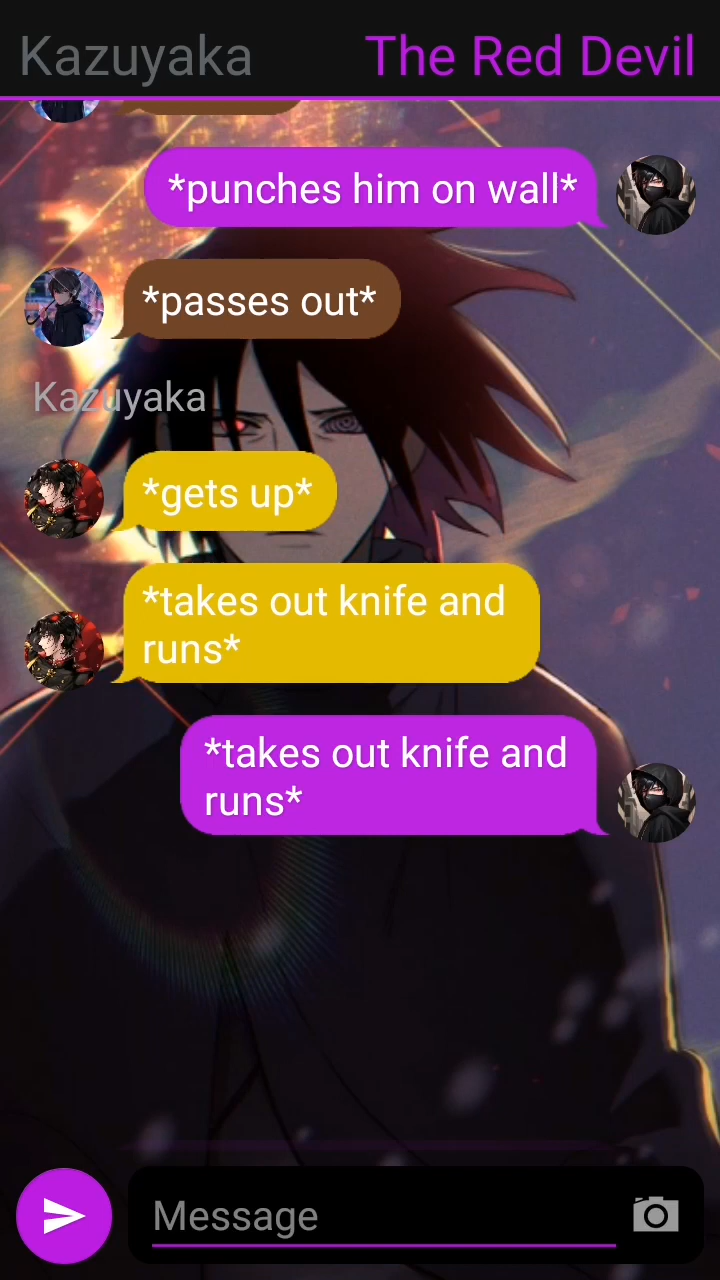 Kazuyaka
The Red Devil
*punches him on wall*
*passes out*
Kazuyaka
*gets up*
*takes out knife and
runs*
*takes out knife and
runs*
Message